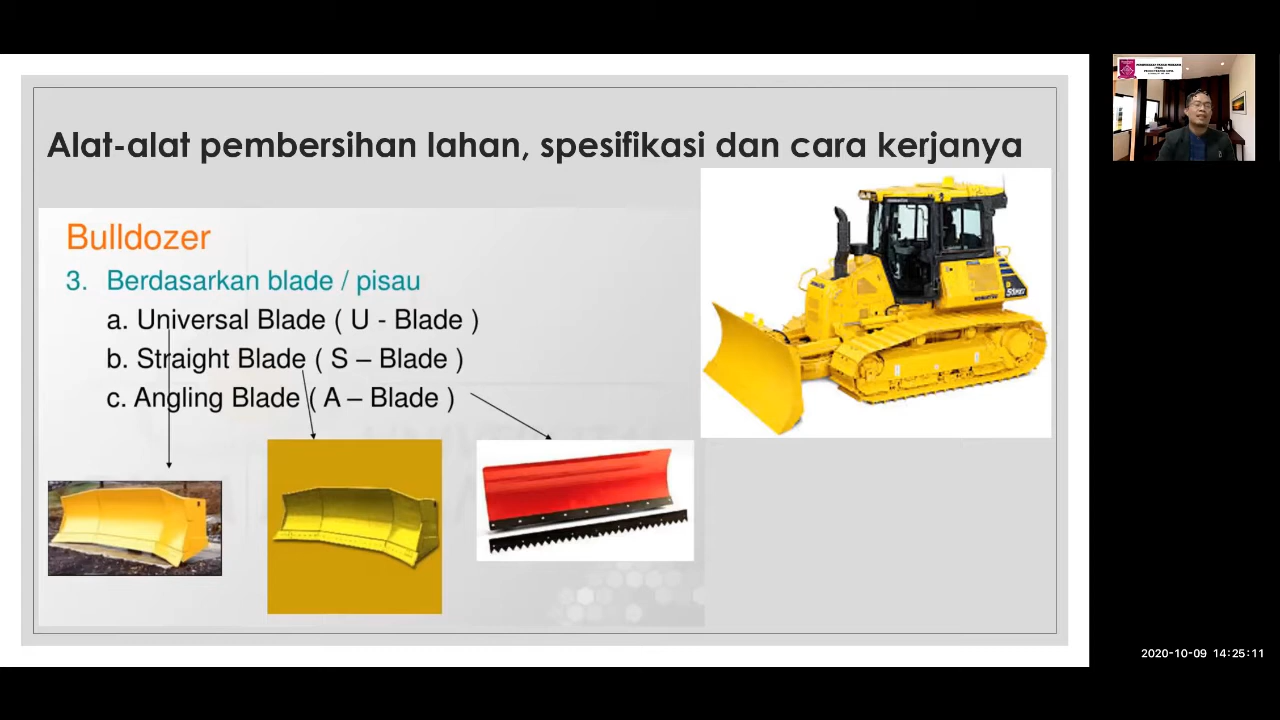 Alat-alat pembersihan lahan, spesifikasi dan cara kerjanya
Bulldozer
3. Berdasarkan blade / pisau
a. Universal Blade ( U - Blade )
b. Straight Blade ( S – Blade )
c. Angling Blade ( A – Blade )
2020-10-09 14:25:11